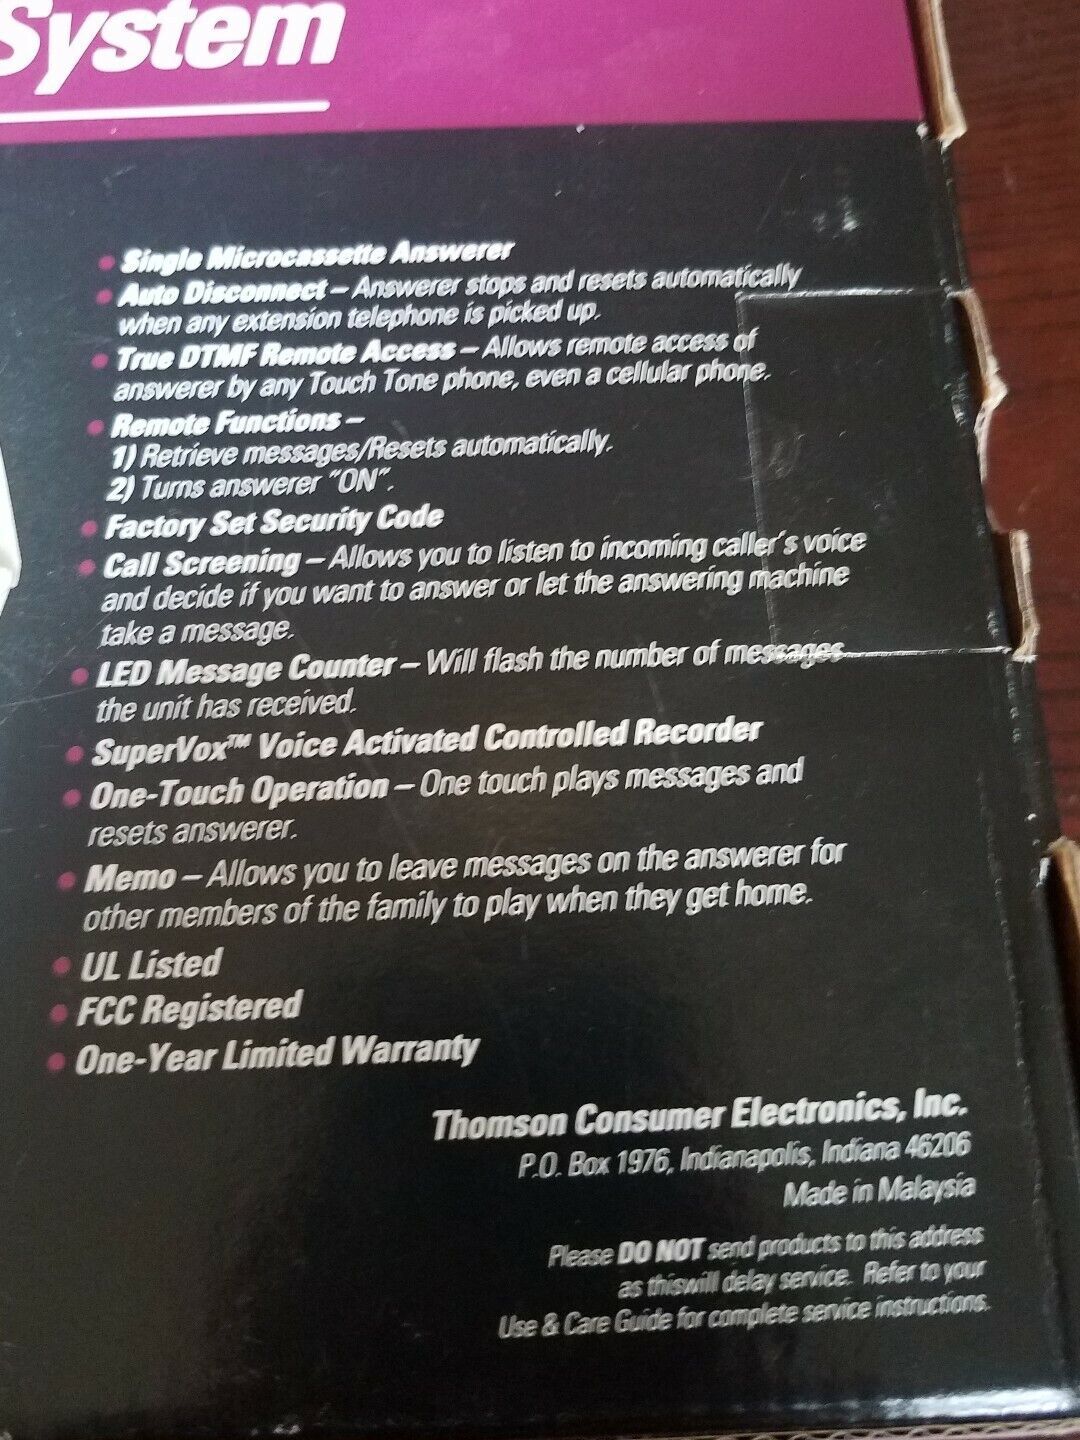 System
• Single Microcassette Answerer
• Auto Disconnect – Answerer stops and resets automatically
when any extension telephone is picked up.
• True DTMF Remote Access – Allows remote access of
answerer by any Touch Tone phone, even a cellular phone.
• Remote Functions –
1) Retrieve messages/Resets automatically.
2) Turns answerer "ON".
• Factory Set Security Code
• Call Screening – Allows you to listen to incoming caller's voice
and decide if you want to answer or let the answering machine
take a message.
• LED Message Counter – Will flash the number of messages
the unit has received.
• SuperVox™ Voice Activated Controlled Recorder
• One-Touch Operation – One touch plays messages and
resets answerer.
• Memo – Allows you to leave messages on the answerer for
other members of the family to play when they get home.
• UL Listed
• FCC Registered
• One-Year Limited Warranty
Thomson Consumer Electronics, Inc.
P.O. Box 1976, Indianapolis, Indiana 46206
Made in Malaysia
Please DO NOT send products to this address
as thiswill delay service. Refer to your
Use & Care Guide for complete service instructions.